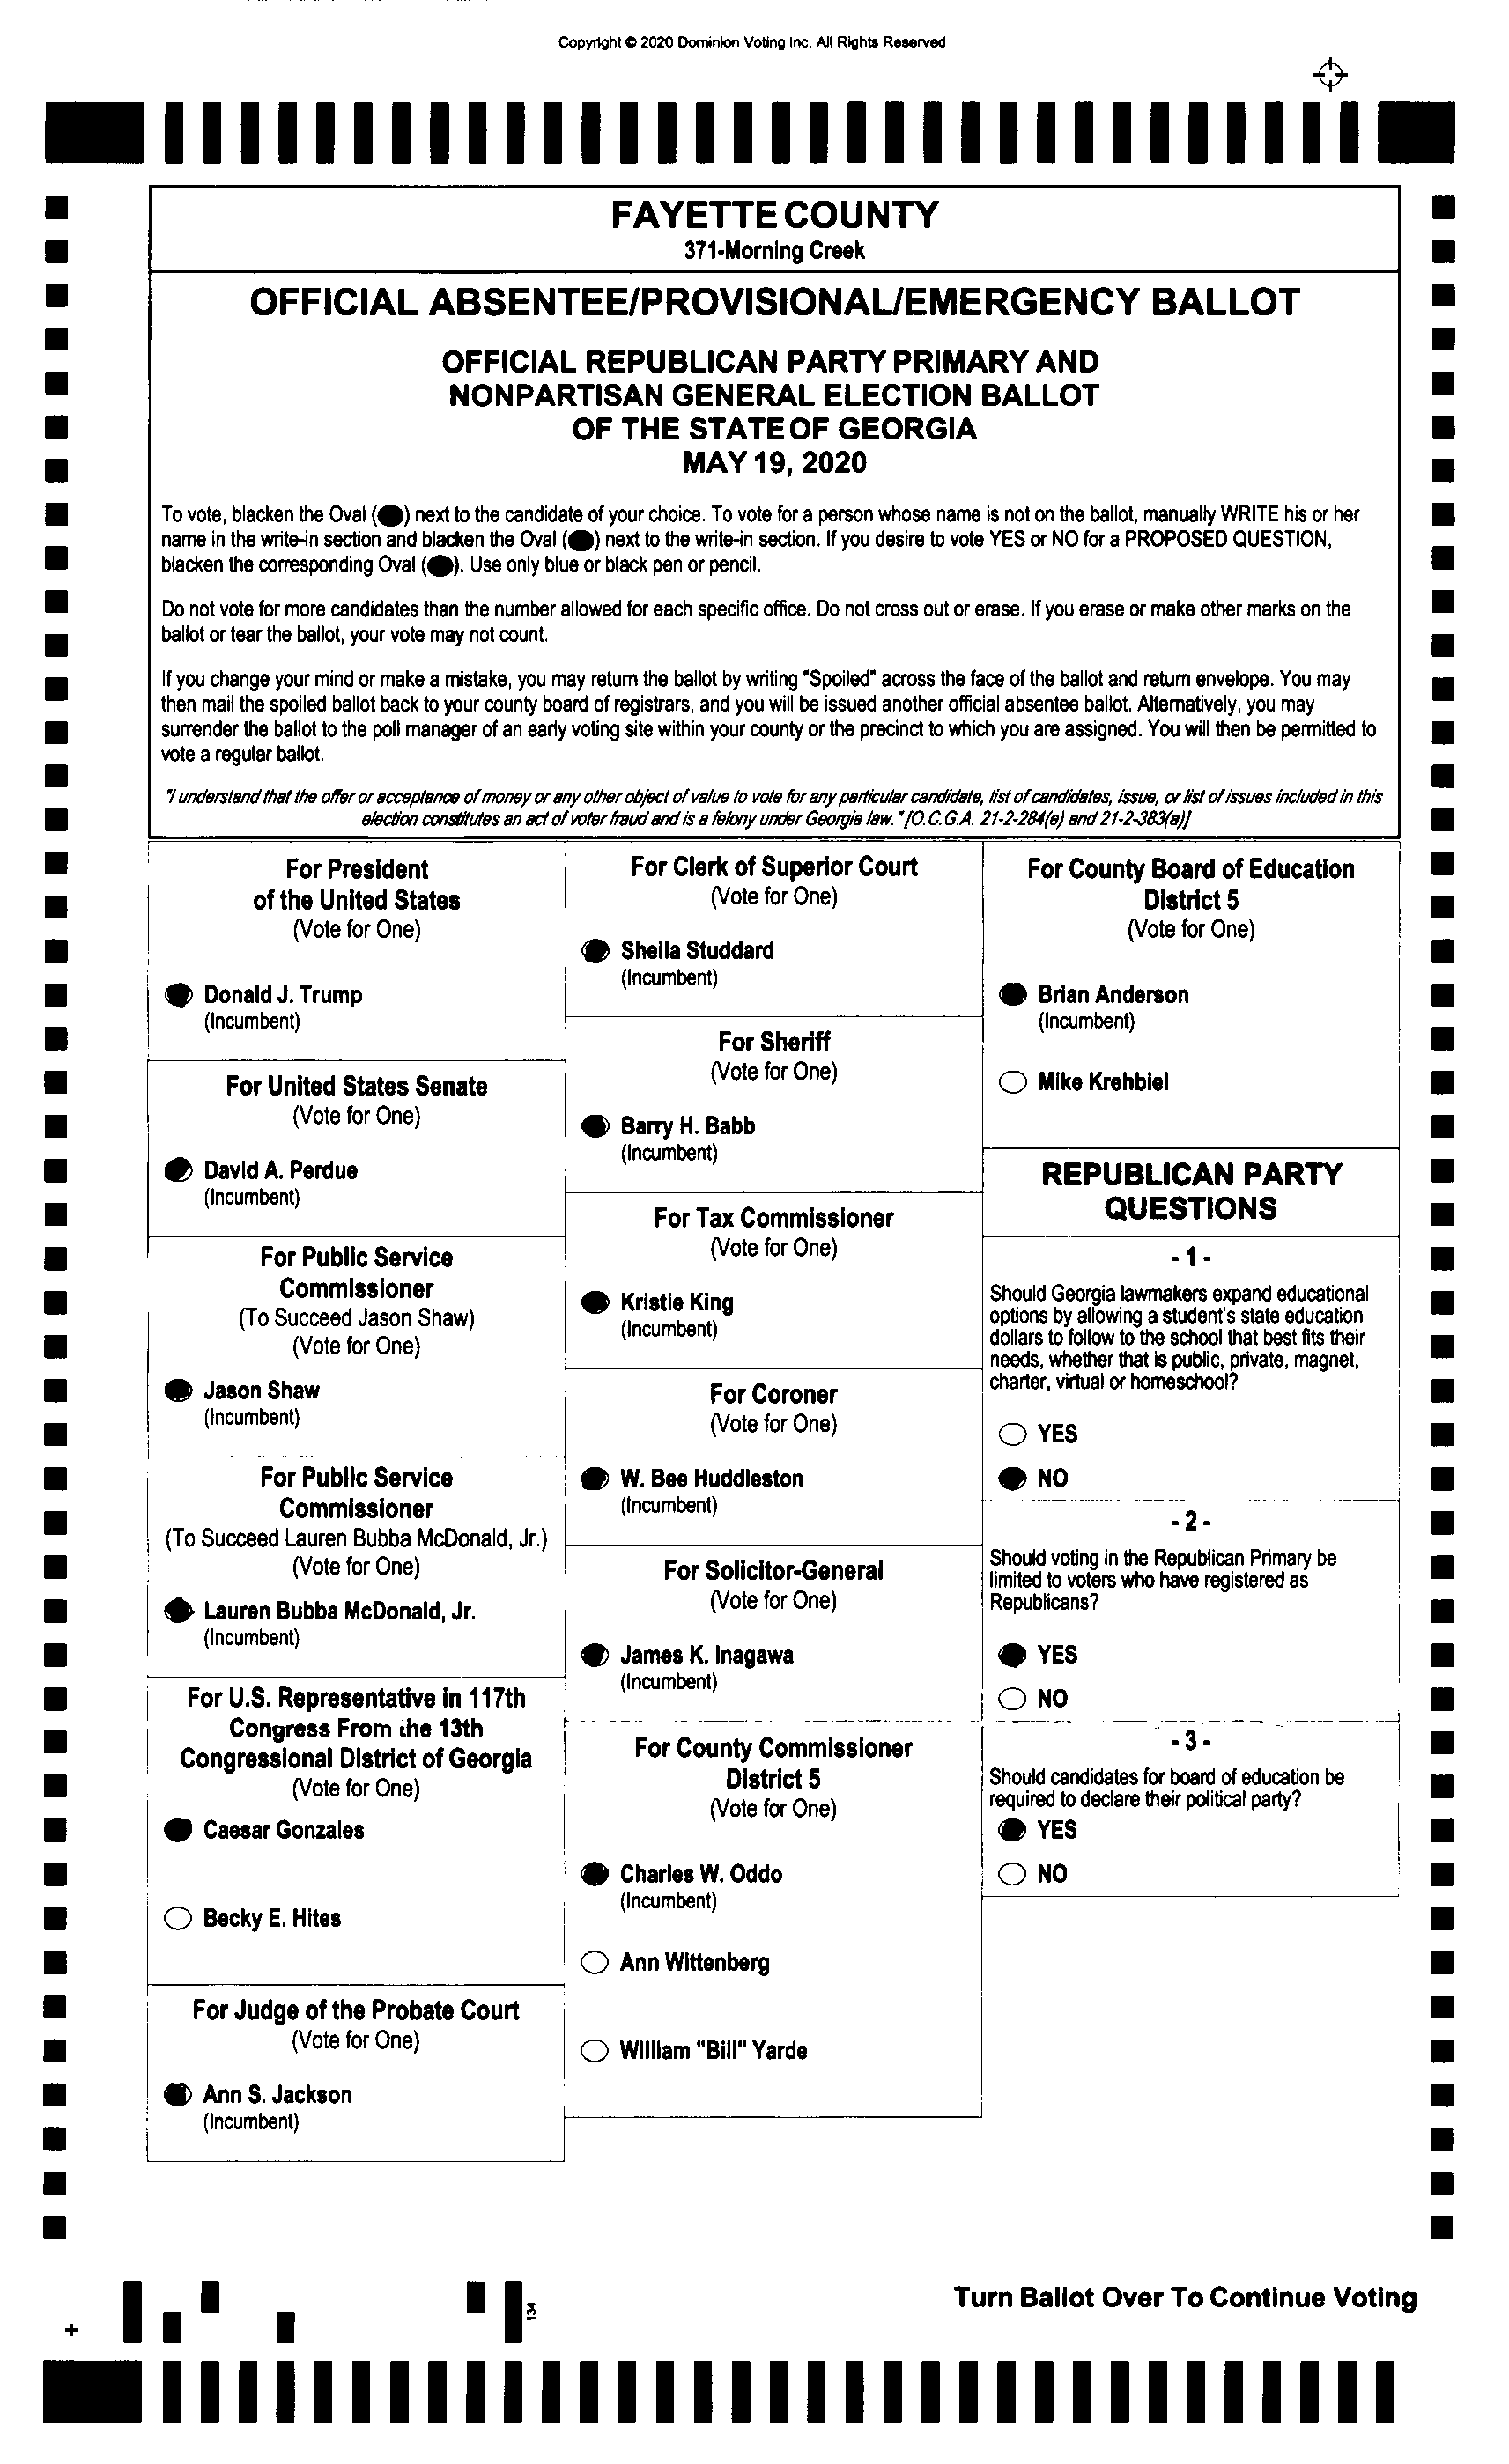 Copyright © 2020 Dominion Voting Inc. All Rights Reserved
FAYETTE COUNTY
371-Morning Creek
OFFICIAL ABSENTEE/PROVISIONAL/EMERGENCY BALLOT
OFFICIAL REPUBLICAN PARTY PRIMARY AND
NONPARTISAN GENERAL ELECTION BALLOT
OF THE STATE OF GEORGIA
MAY 19, 2020
To vote, blacken the Oval (⬬) next to the candidate of your choice. To vote for a person whose name is not on the ballot, manually WRITE his or her
name in the write-in section and blacken the Oval (⬬) next to the write-in section. If you desire to vote YES or NO for a PROPOSED QUESTION,
blacken the corresponding Oval (⬬). Use only blue or black pen or pencil.
Do not vote for more candidates than the number allowed for each specific office. Do not cross out or erase. If you erase or make other marks on the
ballot or tear the ballot, your vote may not count.
If you change your mind or make a mistake, you may return the ballot by writing "Spoiled" across the face of the ballot and return envelope. You may
then mail the spoiled ballot back to your county board of registrars, and you will be issued another official absentee ballot. Alternatively, you may
surrender the ballot to the poll manager of an early voting site within your county or the precinct to which you are assigned. You will then be permitted to
vote a regular ballot.
"I understand that the offer or acceptance of money or any other object of value to vote for any particular candidate, list of candidates, issue, or list of issues included in this
election constitutes an act of voter fraud and is a felony under Georgia law." [O.C.G.A. 21-2-284(e) and 21-2-383(a)]
For President
of the United States
(Vote for One)
Donald J. Trump
(Incumbent)
For United States Senate
(Vote for One)
David A. Perdue
(Incumbent)
For Public Service
Commissioner
(To Succeed Jason Shaw)
(Vote for One)
Jason Shaw
(Incumbent)
For Public Service
Commissioner
(To Succeed Lauren Bubba McDonald, Jr.)
(Vote for One)
Lauren Bubba McDonald, Jr.
(Incumbent)
For U.S. Representative in 117th
Congress From the 13th
Congressional District of Georgia
(Vote for One)
Caesar Gonzales
Becky E. Hites
For Judge of the Probate Court
(Vote for One)
Ann S. Jackson
(Incumbent)
For Clerk of Superior Court
(Vote for One)
Sheila Studdard
(Incumbent)
For Sheriff
(Vote for One)
Barry H. Babb
(Incumbent)
For Tax Commissioner
(Vote for One)
Kristie King
(Incumbent)
For Coroner
(Vote for One)
W. Bee Huddleston
(Incumbent)
For Solicitor-General
(Vote for One)
James K. Inagawa
(Incumbent)
For County Commissioner
District 5
(Vote for One)
Charles W. Oddo
(Incumbent)
Ann Wittenberg
William "Bill" Yarde
For County Board of Education
District 5
(Vote for One)
Brian Anderson
(Incumbent)
Mike Krehbiel
REPUBLICAN PARTY
QUESTIONS
- 1 -
Should Georgia lawmakers expand educational
options by allowing a student's state education
dollars to follow to the school that best fits their
needs, whether that is public, private, magnet,
charter, virtual or homeschool?
YES
NO
- 2 -
Should voting in the Republican Primary be
limited to voters who have registered as
Republicans?
YES
NO
- 3 -
Should candidates for board of education be
required to declare their political party?
YES
NO
Turn Ballot Over To Continue Voting
134
+